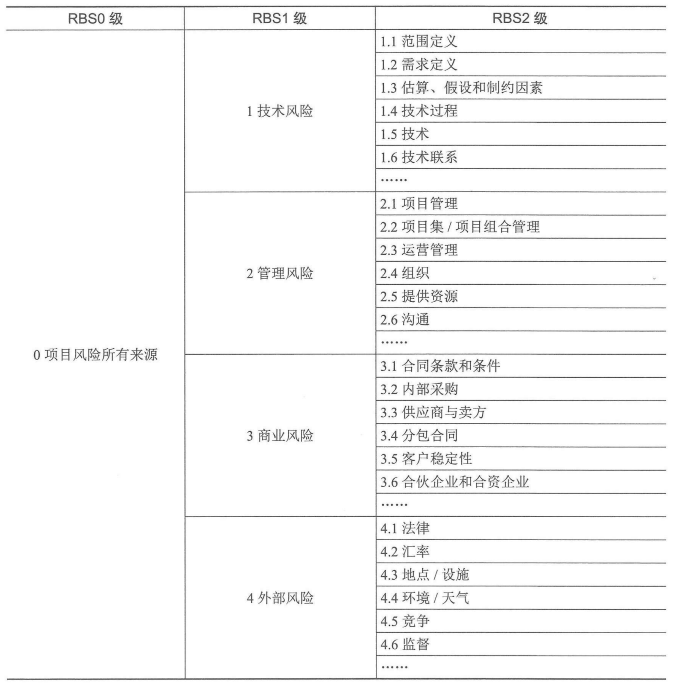 RBS0 级
RBS1 级
RBS2 级
0 项目风险所有来源
1 技术风险
1.1 范围定义
1.2 需求定义
1.3 估算、假设和制约因素
1.4 技术过程
1.5 技术
1.6 技术联系
……
2 管理风险
2.1 项目管理
2.2 项目集 / 项目组合管理
2.3 运营管理
2.4 组织
2.5 提供资源
2.6 沟通
……
3 商业风险
3.1 合同条款和条件
3.2 内部采购
3.3 供应商与卖方
3.4 分包合同
3.5 客户稳定性
3.6 合伙企业和合资企业
……
4 外部风险
4.1 法律
4.2 汇率
4.3 地点 / 设施
4.4 环境 / 天气
4.5 竞争
4.6 监督
……